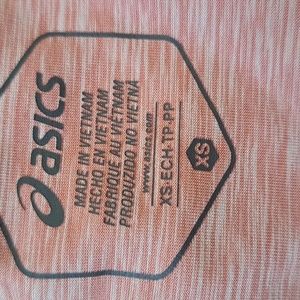 asics
MADE IN VIETNAM
HECHO EN VIETNAM
FABRIQUÉ AU VIETNAM
PRODUZIDO NO VIETNÃ
www.asics.com
XS·ECH·TP·PP
XS